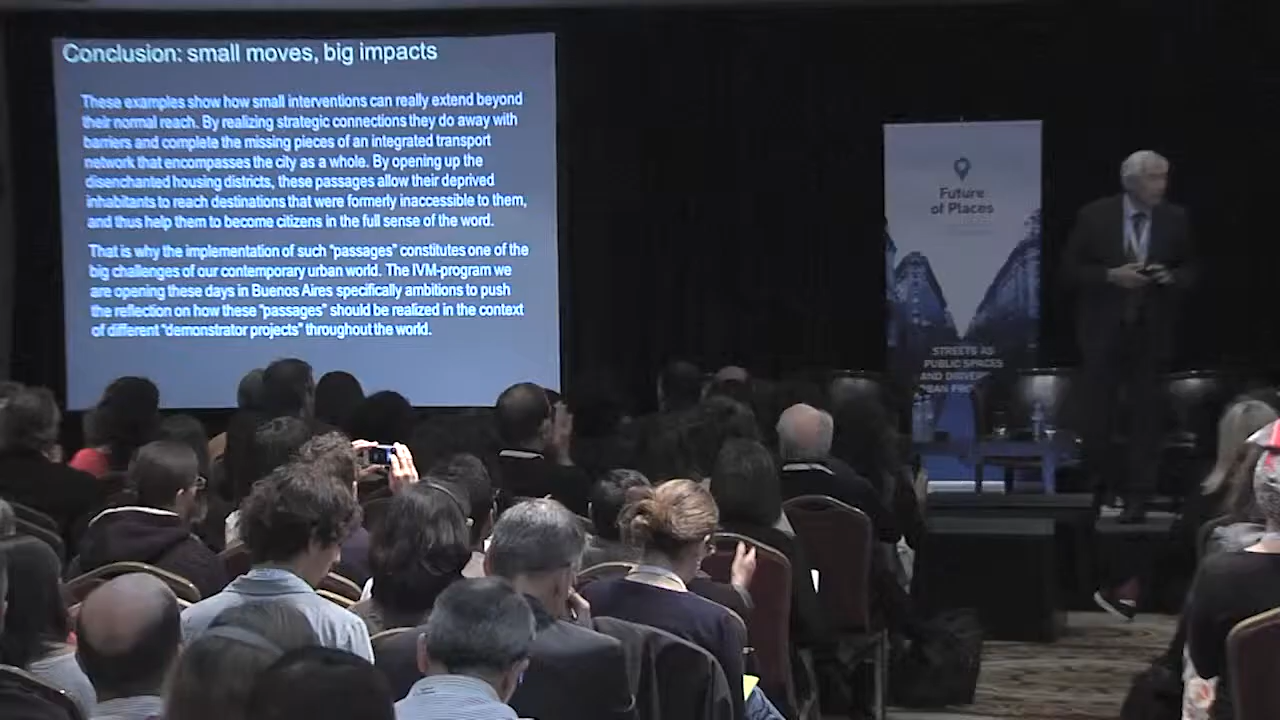 Conclusion: small moves, big impacts
These examples show how small interventions can really extend beyond
their normal reach. By realizing strategic connections they do away with
barriers and complete the missing pieces of an integrated transport
network that encompasses the city as a whole. By opening up the
disenchanted housing districts, these passages allow their deprived
inhabitants to reach destinations that were formerly inaccessible to them,
and thus help them to become citizens in the full sense of the word.
That is why the implementation of such "passages" constitutes one of the
big challenges of our contemporary urban world. The IVM-program we
are opening these days in Buenos Aires specifically ambitions to push
the reflection on how these "passages" should be realized in the context
of different "demonstrator projects" throughout the world.
Future
of Places
STREETS AS
PUBLIC SPACES
AND DRIVERS